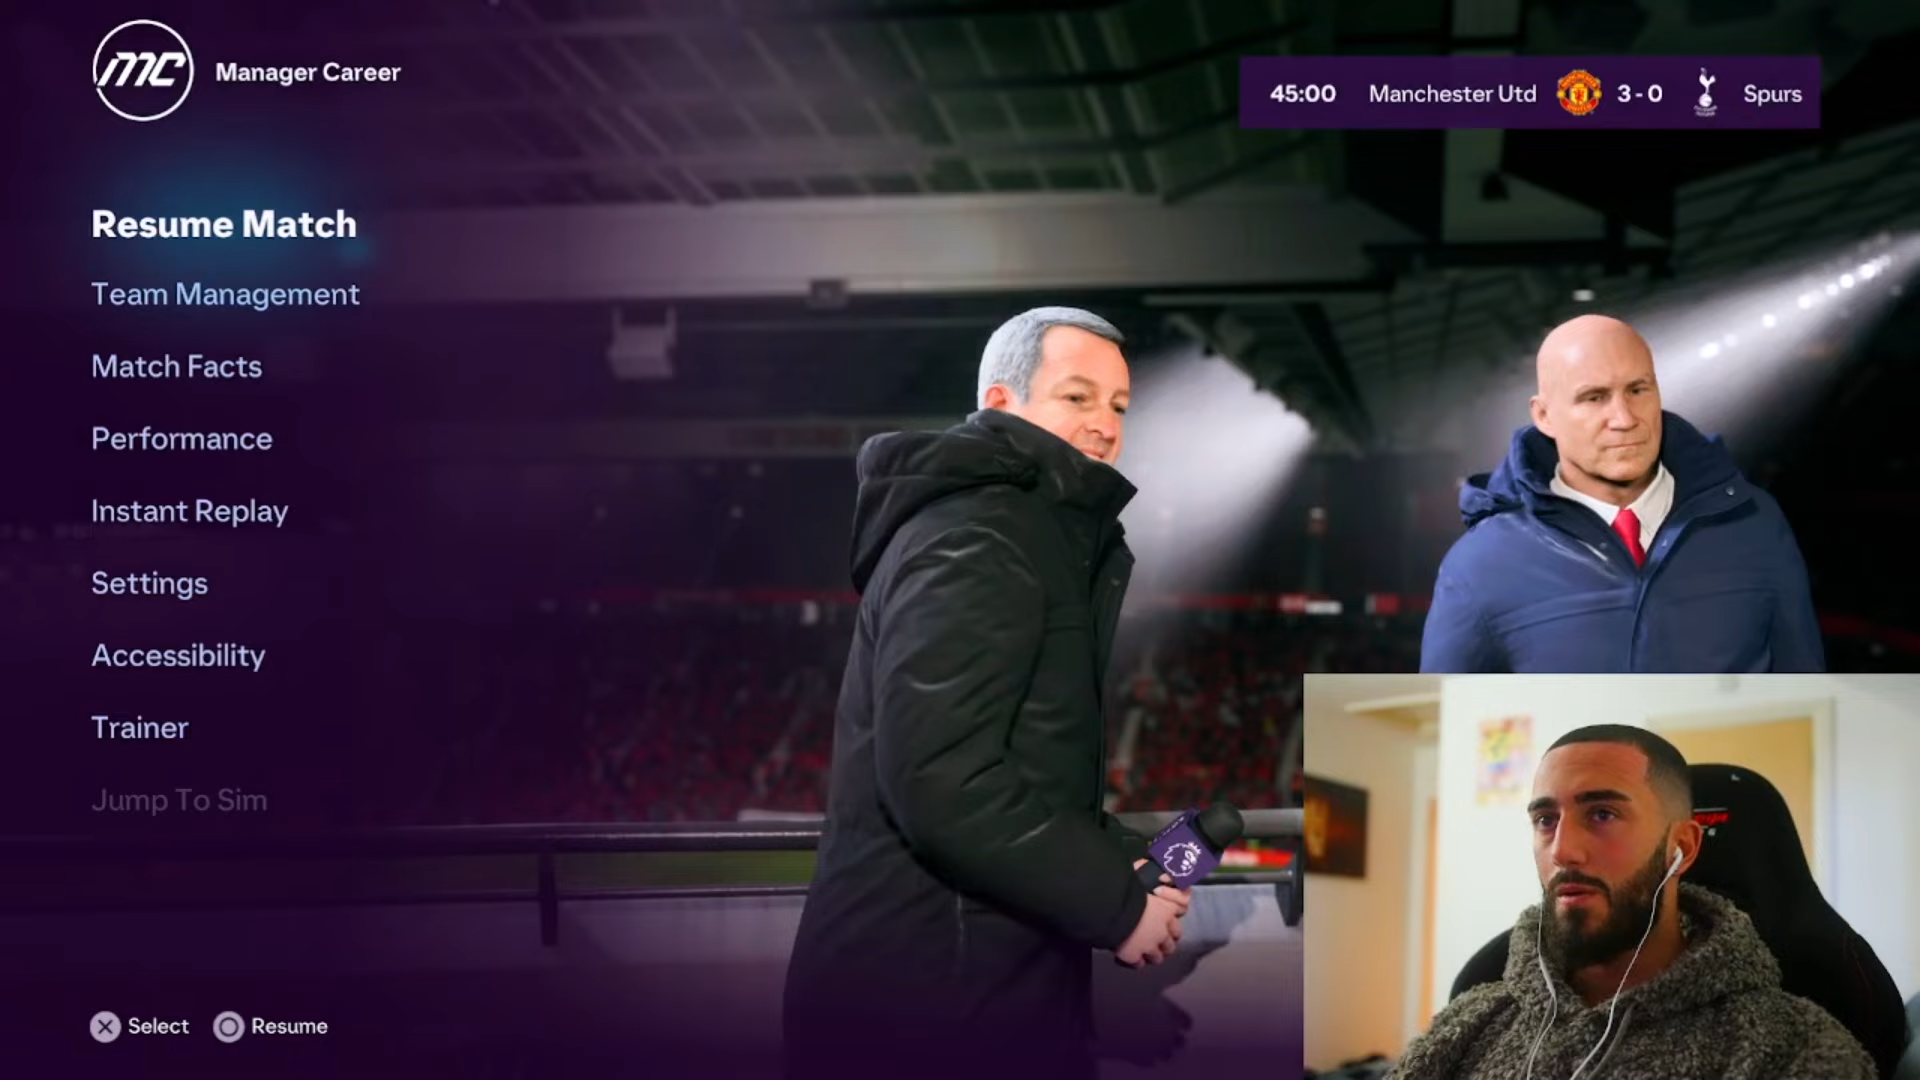 MC Manager Career
45:00 Manchester Utd 3 - 0 Spurs
Resume Match
Team Management
Match Facts
Performance
Instant Replay
Settings
Accessibility
Trainer
Jump To Sim
Select Resume